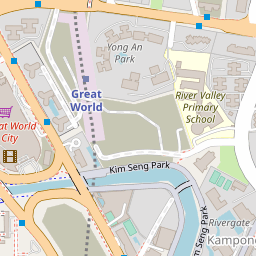 Yong An
Park
Great
World
River Valley
Primary
School
at World
City
Kim Seng Park
Rivergate
Kim Seng Park
Kampon